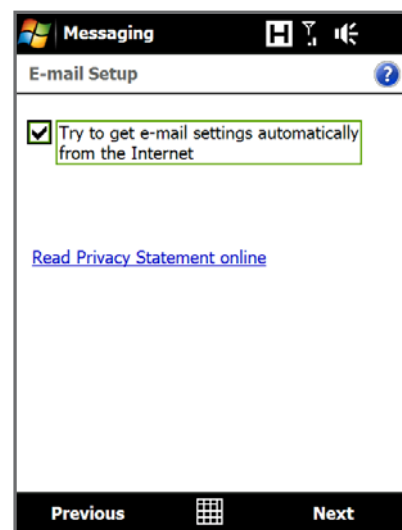 Messaging
H
E-mail Setup
?
Try to get e-mail settings automatically
from the Internet
Read Privacy Statement online
Previous
Next